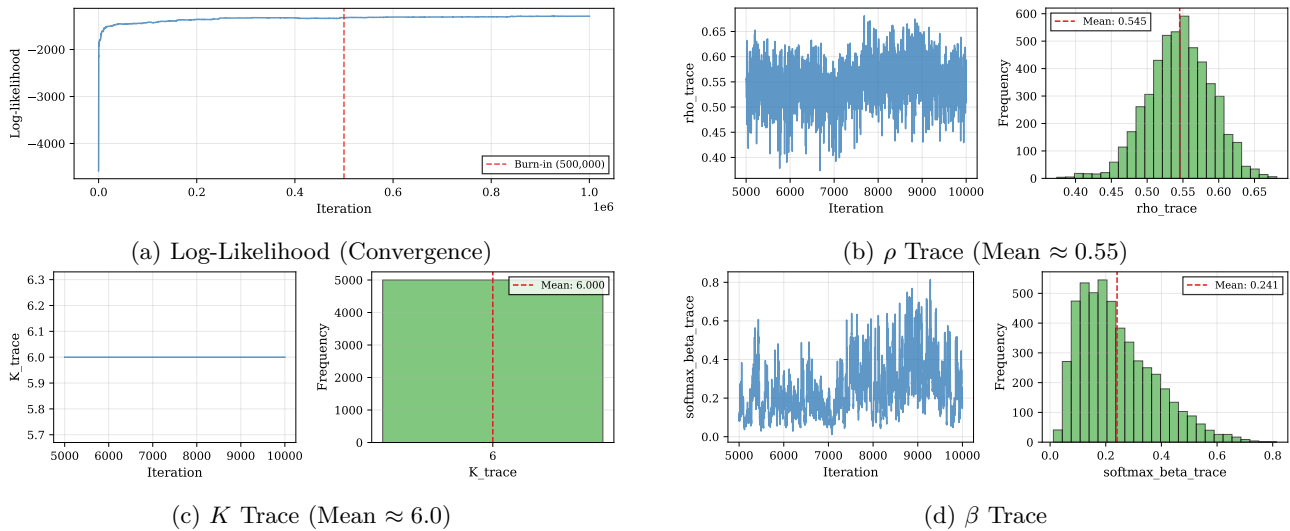 −2000
−3000
−4000
Log-likelihood
Burn-in (500,000)
0.0 0.2 0.4 0.6 0.8 1.0
Iteration
1e6
(a) Log-Likelihood (Convergence)
0.65
0.60
0.55
0.50
0.45
0.40
rho_trace
5000 6000 7000 8000 9000 10000
Iteration
Mean: 0.545
600
500
400
300
200
100
0
Frequency
0.40 0.45 0.50 0.55 0.60 0.65
rho_trace
(b) ρ Trace (Mean ≈ 0.55)
6.3
6.2
6.1
6.0
5.9
5.8
5.7
K_trace
5000 6000 7000 8000 9000 10000
Iteration
Mean: 6.000
5000
4000
3000
2000
1000
0
Frequency
6
K_trace
(c) K Trace (Mean ≈ 6.0)
0.8
0.6
0.4
0.2
0.0
softmax_beta_trace
5000 6000 7000 8000 9000 10000
Iteration
Mean: 0.241
500
400
300
200
100
0
Frequency
0.0 0.2 0.4 0.6 0.8
softmax_beta_trace
(d) β Trace